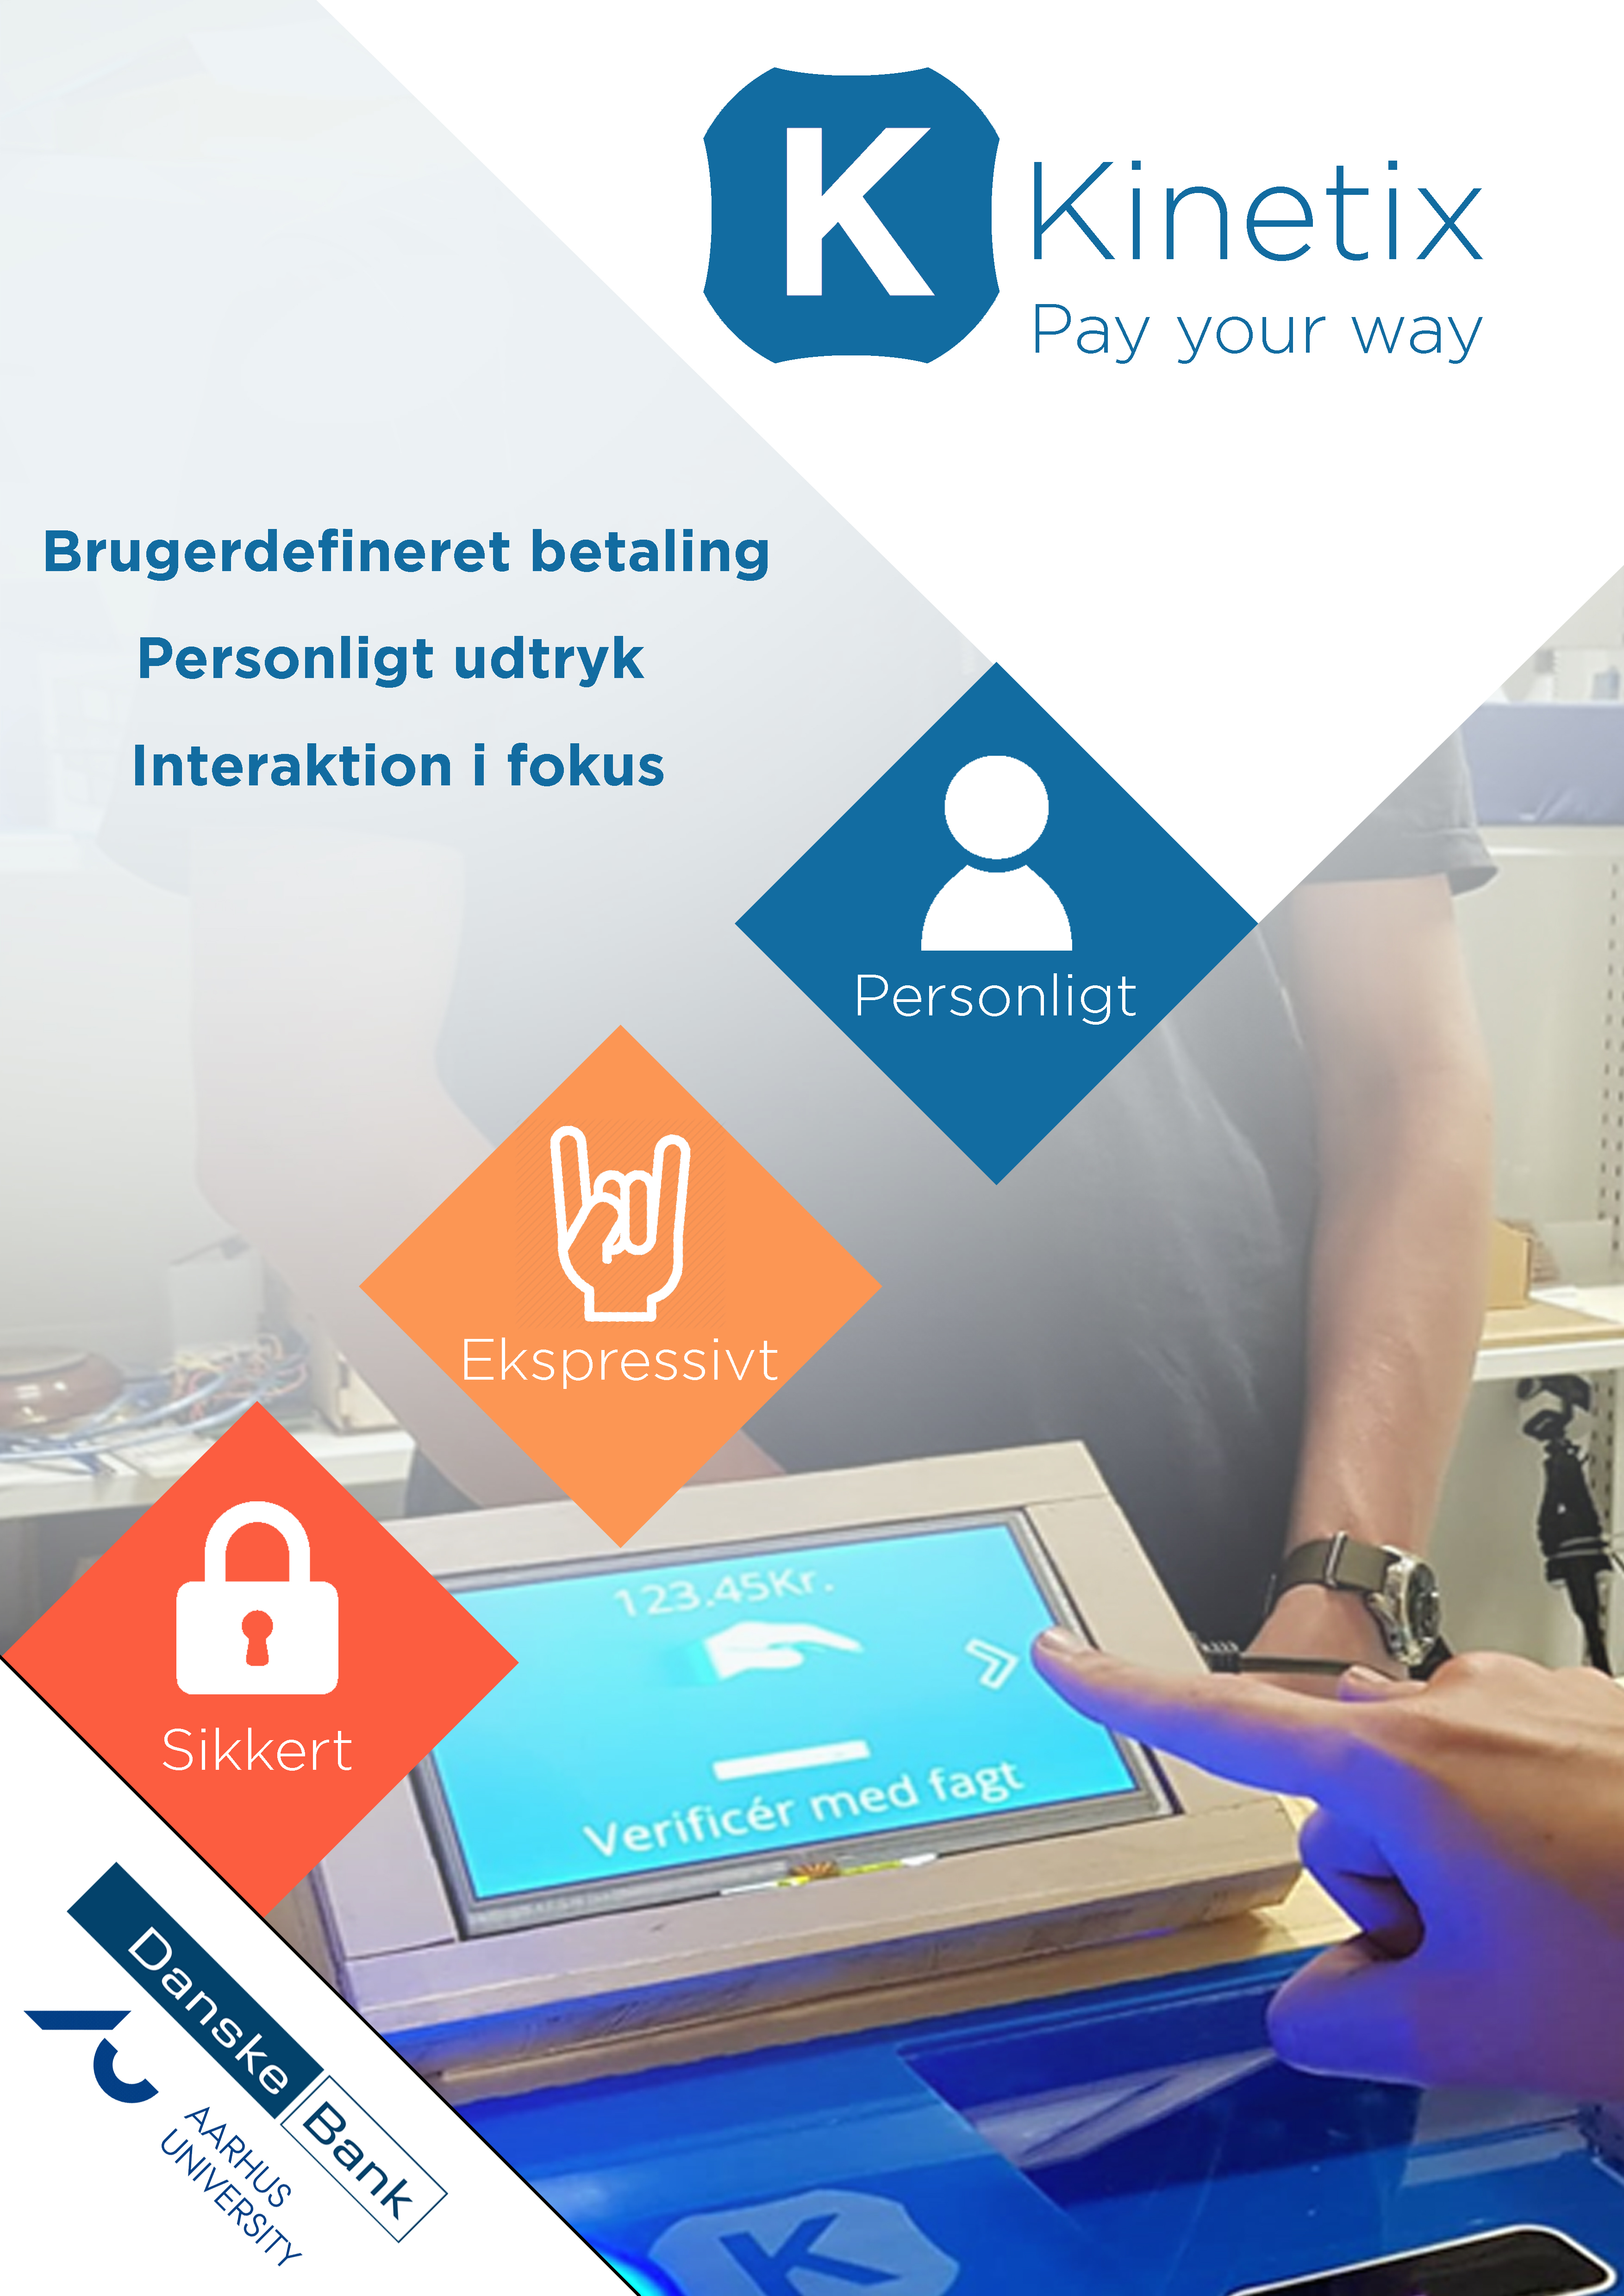 K
Kinetix
Pay your way
Brugerdefineret betaling
Personligt udtryk
Interaktion i fokus
Personligt
Ekspressivt
Sikkert
123.45Kr.
Verificér med fagt
Danske Bank
AARHUS
UNIVERSITY
K